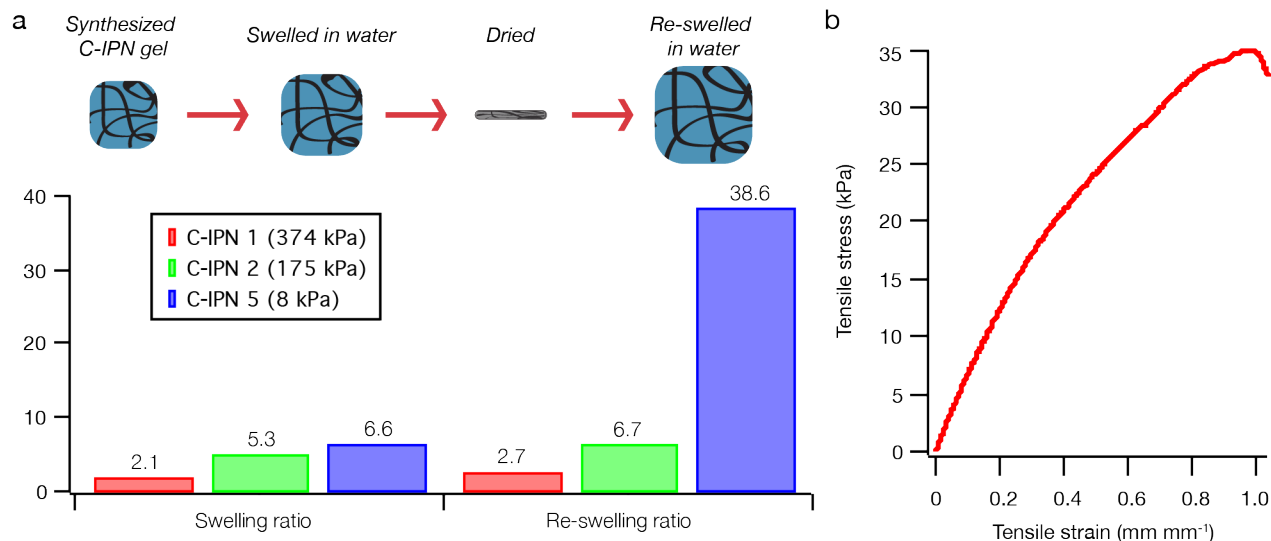 a
Synthesized
C-IPN gel
Swelled in water
Dried
Re-swelled
in water
40
30
20
10
0
C-IPN 1 (374 kPa)
C-IPN 2 (175 kPa)
C-IPN 5 (8 kPa)
2.1
5.3
6.6
2.7
6.7
38.6
Swelling ratio
Re-swelling ratio
b
Tensile stress (kPa)
35
30
25
20
15
10
5
0
0
0.2
0.4
0.6
0.8
1.0
Tensile strain (mm mm⁻¹)